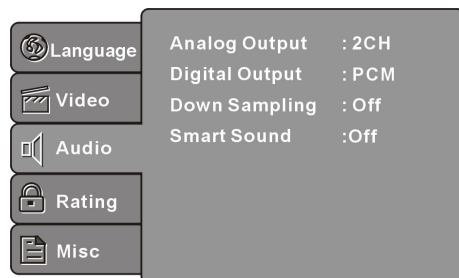 Language
Video
Audio
Rating
Misc
Analog Output : 2CH
Digital Output : PCM
Down Sampling : Off
Smart Sound :Off